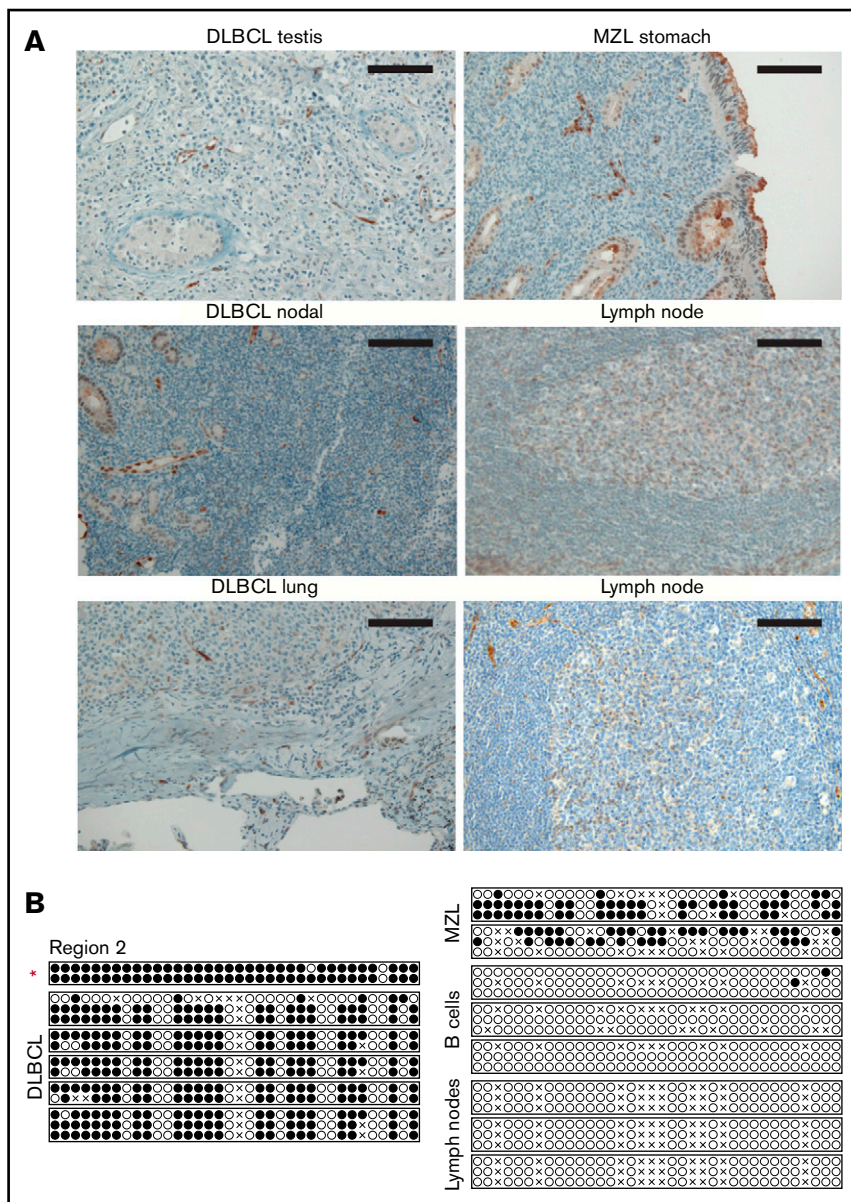 A
DLBCL testis
MZL stomach
DLBCL nodal
Lymph node
DLBCL lung
Lymph node
B
Region 2
*
DLBCL
MZL
B cells
Lymph nodes